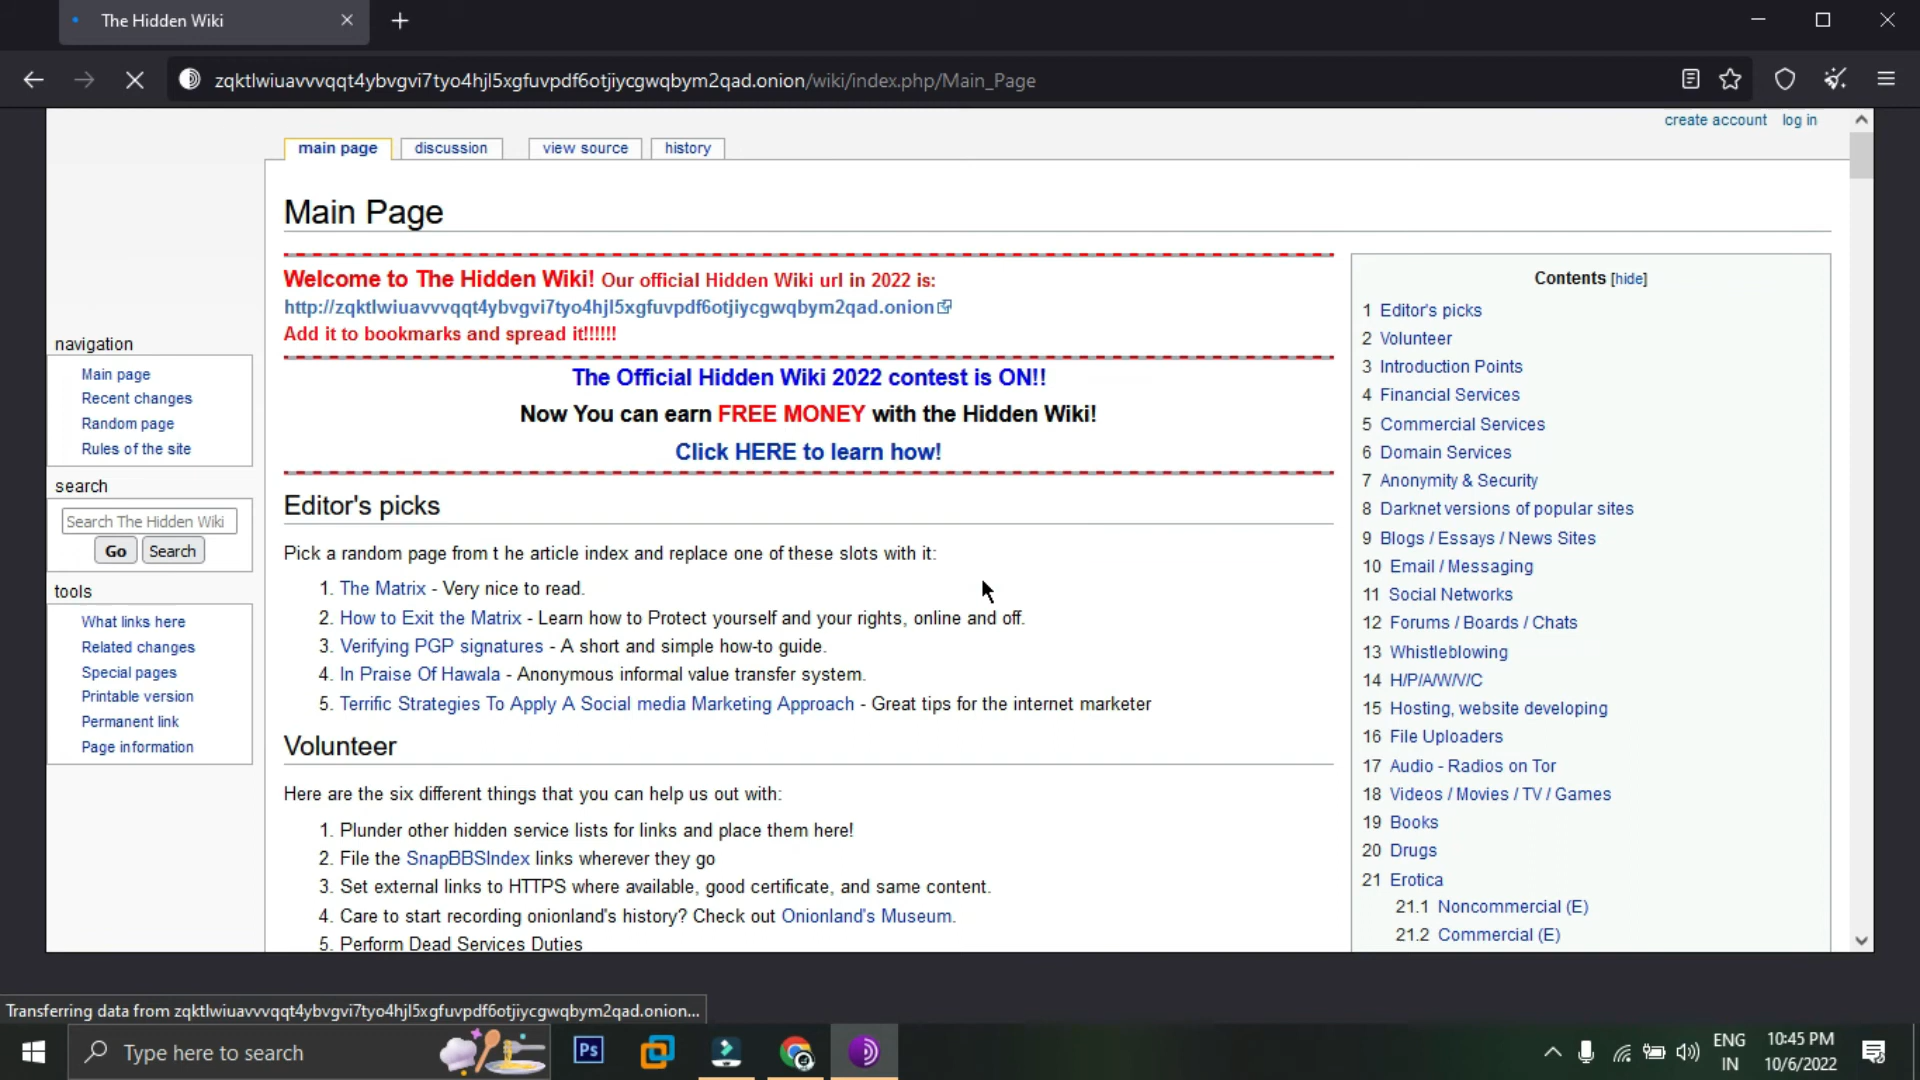 The Hidden Wiki
zqktlwiuavvvqqt4ybvgvi7tyo4hjl5xgfuvpdf6otjiycgwqbym2qad.onion/wiki/index.php/Main_Page
create account log in
main page discussion view source history
Main Page
Welcome to The Hidden Wiki! Our official Hidden Wiki url in 2022 is:
http://zqktlwiuavvvqqt4ybvgvi7tyo4hjl5xgfuvpdf6otjiycgwqbym2qad.onion
Add it to bookmarks and spread it!!!!!!
The Official Hidden Wiki 2022 contest is ON!!
Now You can earn FREE MONEY with the Hidden Wiki!
Click HERE to learn how!
navigation
Main page
Recent changes
Random page
Rules of the site
search
Search The Hidden Wiki
Go Search
tools
What links here
Related changes
Special pages
Printable version
Permanent link
Page information
Editor's picks
Pick a random page from t he article index and replace one of these slots with it:
1. The Matrix - Very nice to read.
2. How to Exit the Matrix - Learn how to Protect yourself and your rights, online and off.
3. Verifying PGP signatures - A short and simple how-to guide.
4. In Praise Of Hawala - Anonymous informal value transfer system.
5. Terrific Strategies To Apply A Social media Marketing Approach - Great tips for the internet marketer
Volunteer
Here are the six different things that you can help us out with:
1. Plunder other hidden service lists for links and place them here!
2. File the SnapBBSIndex links wherever they go
3. Set external links to HTTPS where available, good certificate, and same content.
4. Care to start recording onionland's history? Check out Onionland's Museum.
5. Perform Dead Services Duties
Contents [hide]
1 Editor's picks
2 Volunteer
3 Introduction Points
4 Financial Services
5 Commercial Services
6 Domain Services
7 Anonymity & Security
8 Darknet versions of popular sites
9 Blogs / Essays / News Sites
10 Email / Messaging
11 Social Networks
12 Forums / Boards / Chats
13 Whistleblowing
14 H/P/A/W/V/C
15 Hosting, website developing
16 File Uploaders
17 Audio - Radios on Tor
18 Videos / Movies / TV / Games
19 Books
20 Drugs
21 Erotica
21.1 Noncommercial (E)
21.2 Commercial (E)
Transferring data from zqktlwiuavvvqqt4ybvgvi7tyo4hjl5xgfuvpdf6otjiycgwqbym2qad.onion...
Type here to search
Ps
ENG
IN
10:45 PM
10/6/2022